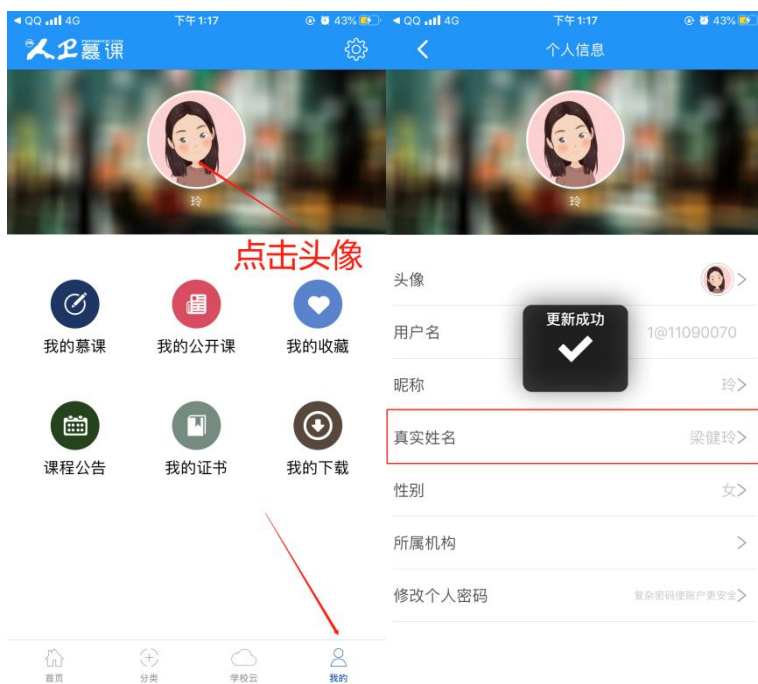 QQ 4G 下午1:17 43%
人卫慕课
玲
点击头像
我的慕课 我的公开课 我的收藏
课程公告 我的证书 我的下载
首页 分类 学校云 我的
QQ 4G 下午1:17 43%
个人信息
玲
头像
更新成功
用户名 1@11090070
昵称 玲
真实姓名 梁健玲
性别 女
所属机构
修改个人密码 复杂密码使账户更安全